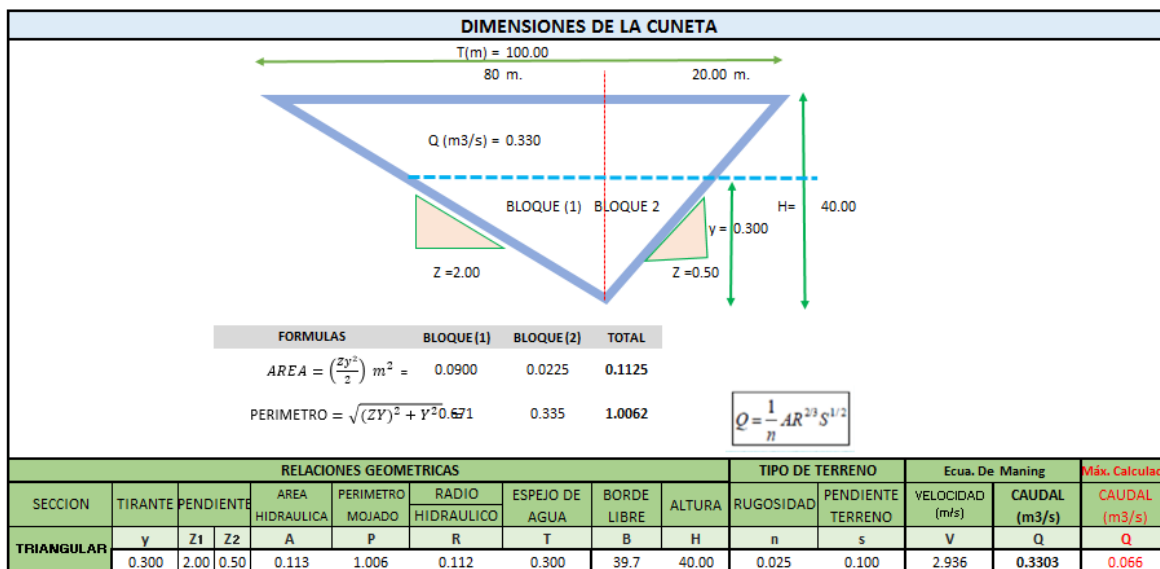 DIMENSIONES DE LA CUNETA
T(m) = 100.00
80 m. 20.00 m.
Q (m3/s) = 0.330
BLOQUE (1) BLOQUE 2 H= 40.00
y = 0.300
Z =2.00 Z =0.50
FORMULAS BLOQUE (1) BLOQUE (2) TOTAL
AREA = (Zy²/2) m² = 0.0900 0.0225 0.1125
PERIMETRO = √((ZY)² + Y²) = 0.671 0.335 1.0062
Q = 1/n AR^2/3 S^1/2
RELACIONES GEOMETRICAS TIPO DE TERRENO Ecua. De Maning Máx. Calculad
SECCION TIRANTE PENDIENTE AREA HIDRAULICA PERIMETRO MOJADO RADIO HIDRAULICO ESPEJO DE AGUA BORDE LIBRE ALTURA RUGOSIDAD PENDIENTE TERRENO VELOCIDAD (m/s) CAUDAL (m3/s) CAUDAL (m3/s)
TRIANGULAR y Z1 Z2 A P R T B H n s V Q Q
0.300 2.00 0.50 0.113 1.006 0.112 0.300 39.7 40.00 0.025 0.100 2.936 0.3303 0.066